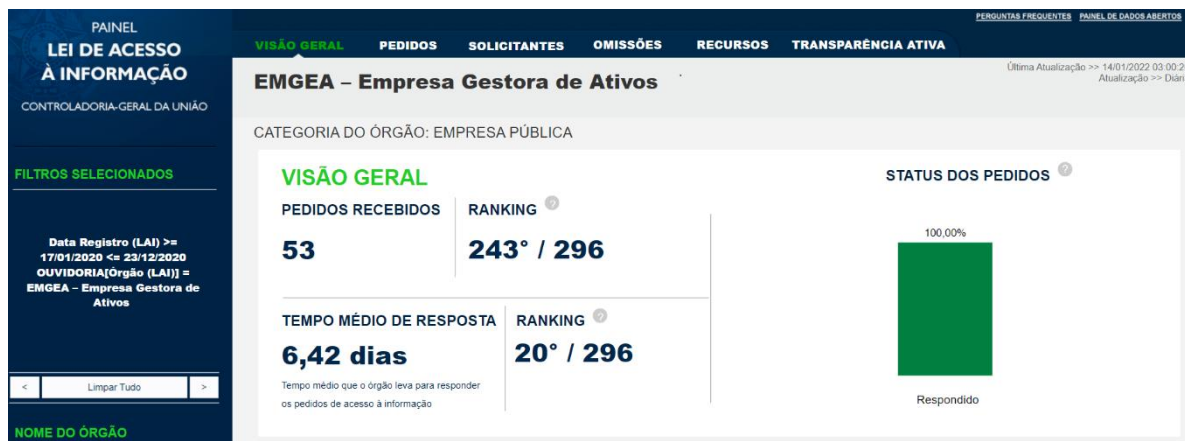 PERGUNTAS FREQUENTES PAINEL DE DADOS ABERTOS
PAINEL
LEI DE ACESSO
À INFORMAÇÃO
CONTROLADORIA-GERAL DA UNIÃO
VISÃO GERAL PEDIDOS SOLICITANTES OMISSÕES RECURSOS TRANSPARÊNCIA ATIVA
EMGEA – Empresa Gestora de Ativos
Última Atualização >> 14/01/2022 03:00:2
Atualização >> Diári
CATEGORIA DO ÓRGÃO: EMPRESA PÚBLICA
FILTROS SELECIONADOS
Data Registro (LAI) >=
17/01/2020 <= 23/12/2020
OUVIDORIA[Órgão (LAI)] =
EMGEA – Empresa Gestora de
Ativos
< Limpar Tudo >
NOME DO ÓRGÃO
VISÃO GERAL
PEDIDOS RECEBIDOS RANKING ?
53 243° / 296
TEMPO MÉDIO DE RESPOSTA RANKING ?
6,42 dias 20° / 296
Tempo médio que o órgão leva para responder
os pedidos de acesso à informação
STATUS DOS PEDIDOS ?
100,00%
Respondido